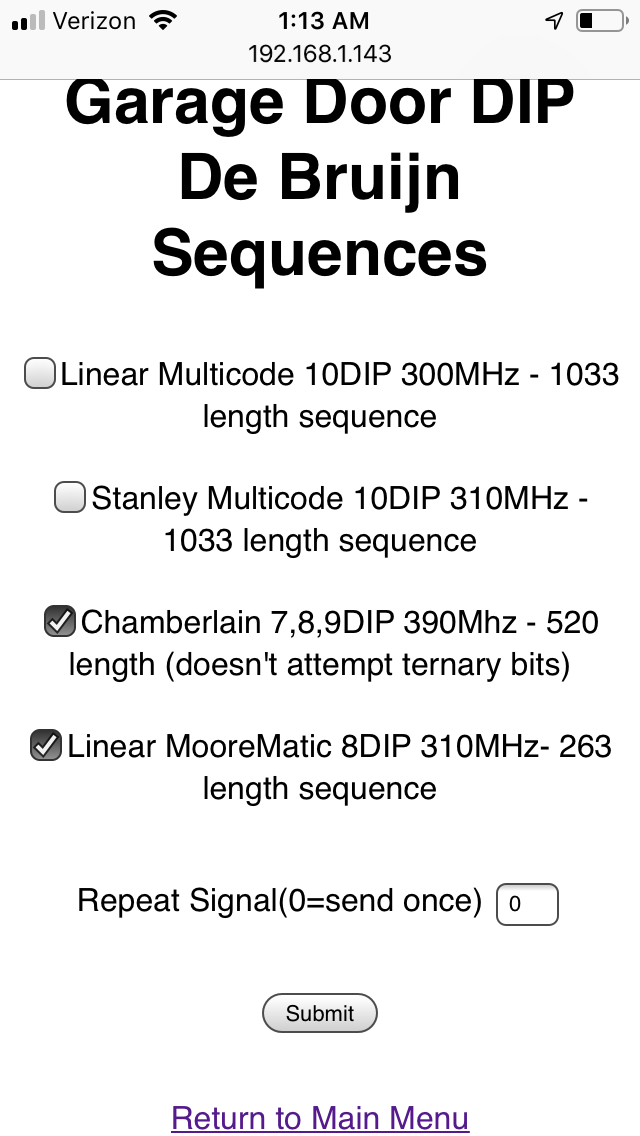 Verizon 1:13 AM
192.168.1.143
Garage Door DIP
De Bruijn
Sequences
Linear Multicode 10DIP 300MHz - 1033
length sequence
Stanley Multicode 10DIP 310MHz -
1033 length sequence
Chamberlain 7,8,9DIP 390Mhz - 520
length (doesn't attempt ternary bits)
Linear MooreMatic 8DIP 310MHz- 263
length sequence
Repeat Signal(0=send once) 0
Submit
Return to Main Menu